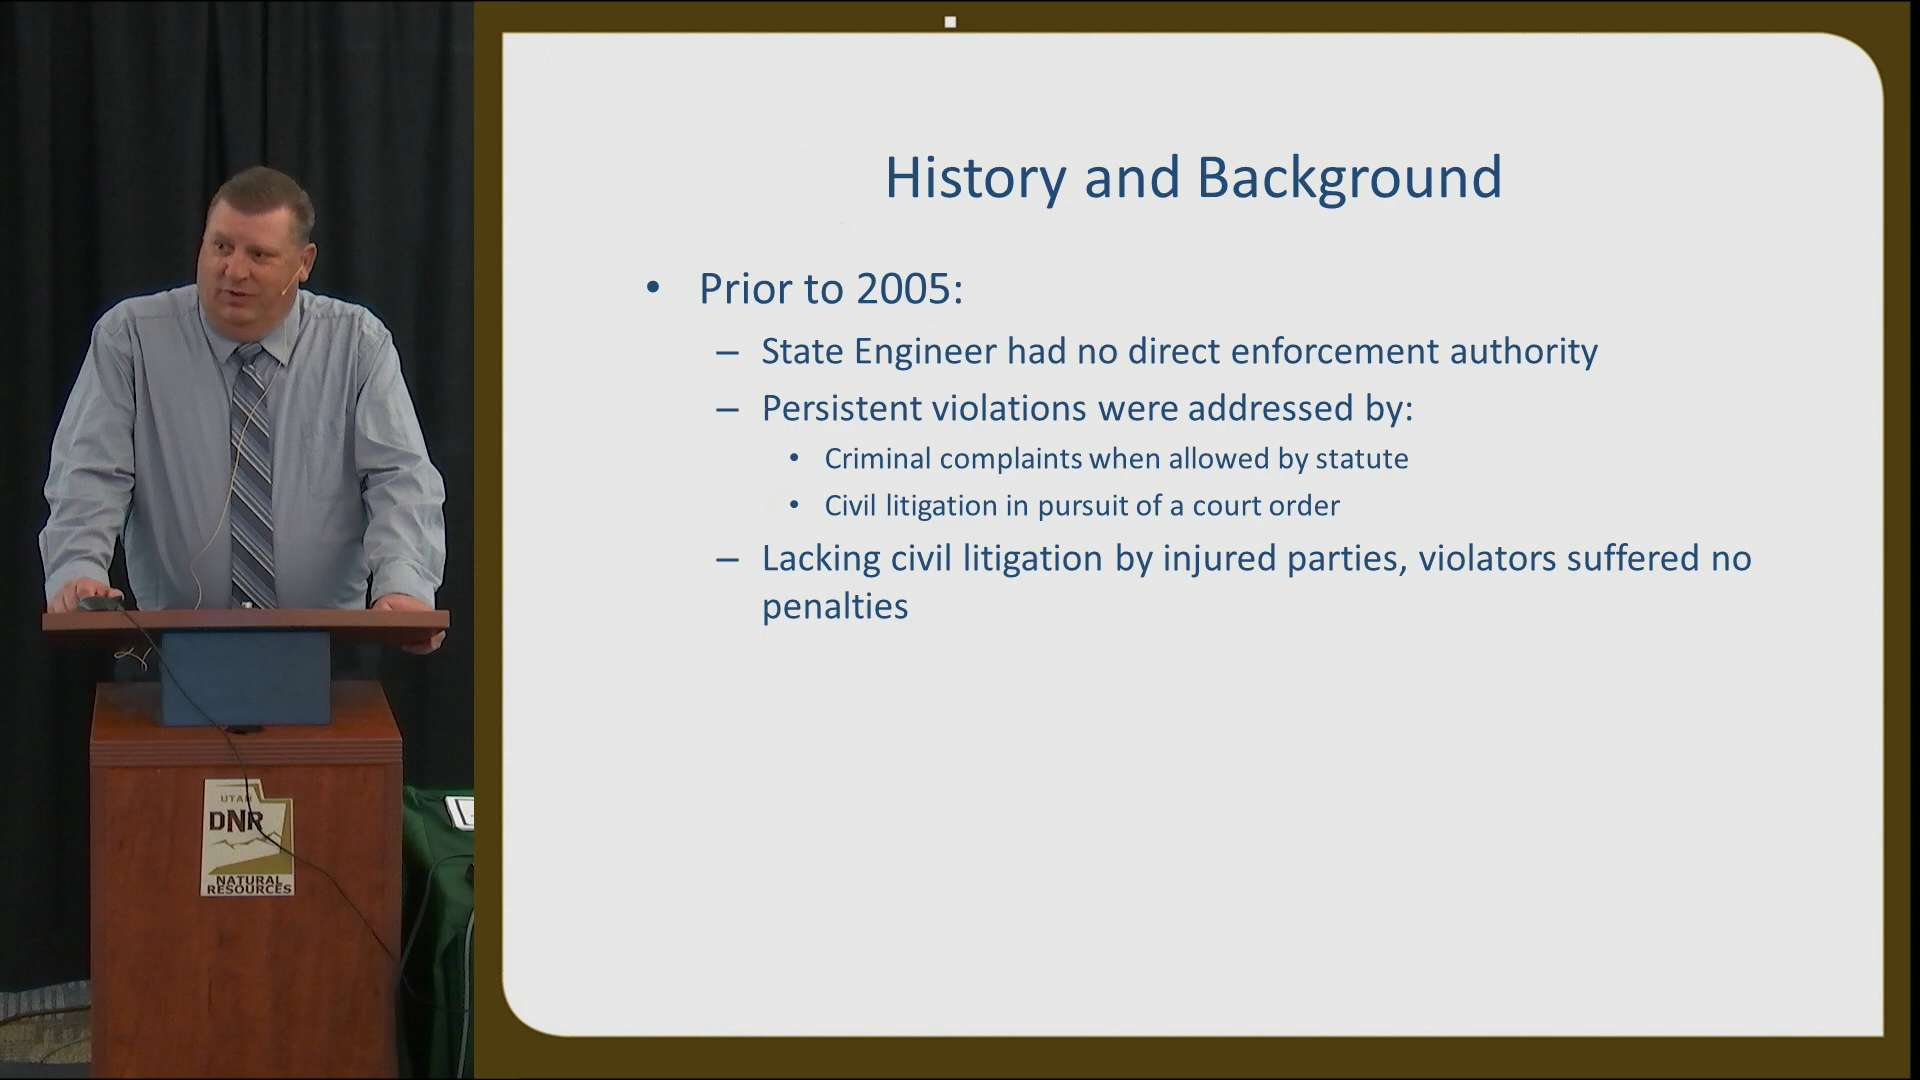 History and Background
• Prior to 2005:
– State Engineer had no direct enforcement authority
– Persistent violations were addressed by:
• Criminal complaints when allowed by statute
• Civil litigation in pursuit of a court order
– Lacking civil litigation by injured parties, violators suffered no
penalties
UTAH
DNR
NATURAL
RESOURCES